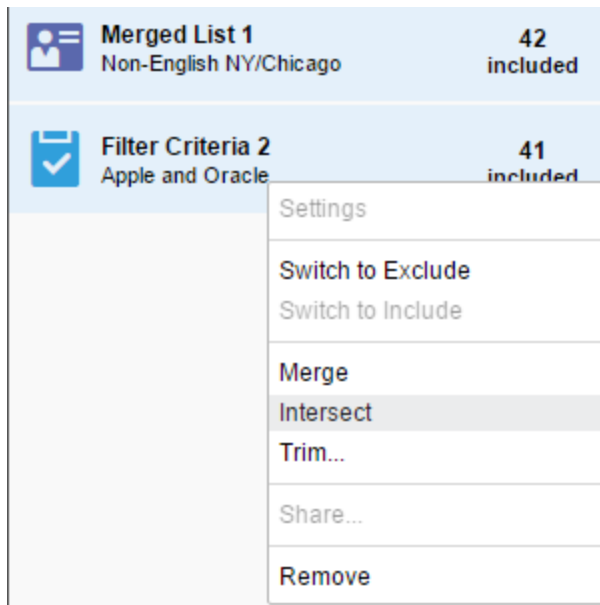 Merged List 1
42
Non-English NY/Chicago
included
Filter Criteria 2
41
Apple and Oracle
included
Settings
Switch to Exclude
Switch to Include
Merge
Intersect
Trim...
Share...
Remove